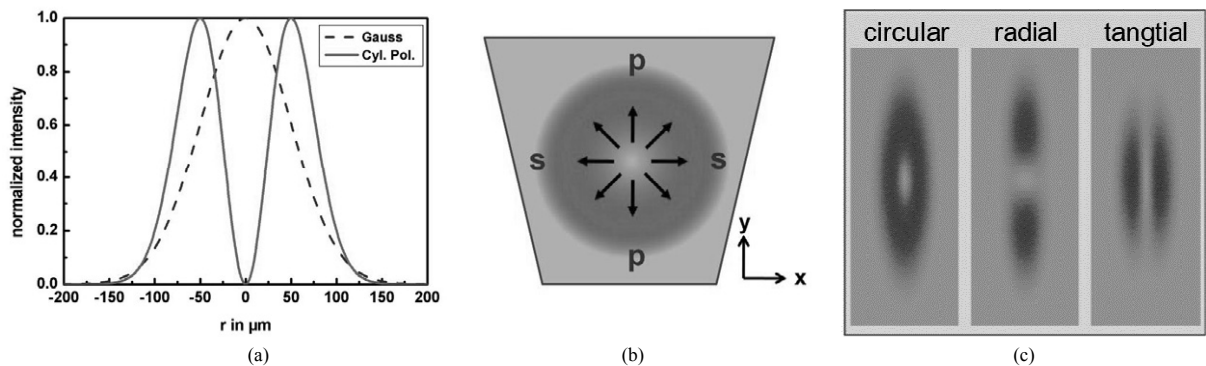 normalized intensity
1.0
0.8
0.6
0.4
0.2
0.0
-200 -150 -100 -50 0 50 100 150 200
r in µm
Gauss
Cyl. Pol.
(a)
p
s s
p
y
x
(b)
circular radial tangtial
(c)